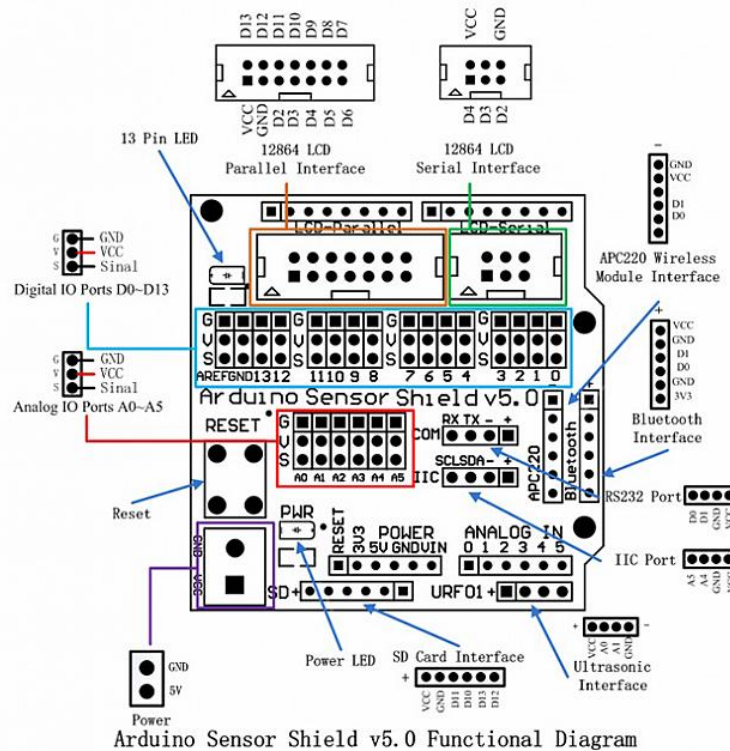 D13 D12 D11 D10 D9 D8 D7
VCC GND
VCC GND D2 D3 D4 D5 D6
D4 D3 D2
13 Pin LED
12864 LCD
Parallel Interface
12864 LCD
Serial Interface
-
GND
VCC
D1
D0
APC220 Wireless
Module Interface
LCD-Parallel
LCD-Serial
G GND
V VCC
S Sinal
Digital IO Ports D0~D13
G GND
V VCC
S Sinal
Analog IO Ports A0~A5
G G G G
V V V V
S S S S
AREF GND 13 12 11 10 9 8 7 6 5 4 3 2 1 0
Arduino Sensor Shield v5.0
- +
+
VCC
GND
D1
D0
GND
3V3
Bluetooth
Interface
RESET
G
V
S
A0 A1 A2 A3 A4 A5
RX TX - +
COM
SCL SDA - +
IIC
APC220
Bluetooth
RS232 Port
D0 D1 GND VCC
IIC Port
A5 A4 GND VCC
Reset
GND VCC
PWR
POWER
RESET 3V3 5V GND VIN
ANALOG IN
0 1 2 3 4 5
SD+
URF01+
GND
5V
Power
Power LED
SD Card Interface
+
VCC GND D11 D10 D13 D12
+ -
VCC A0 A1 GND
Ultrasonic
Interface
Arduino Sensor Shield v5.0 Functional Diagram